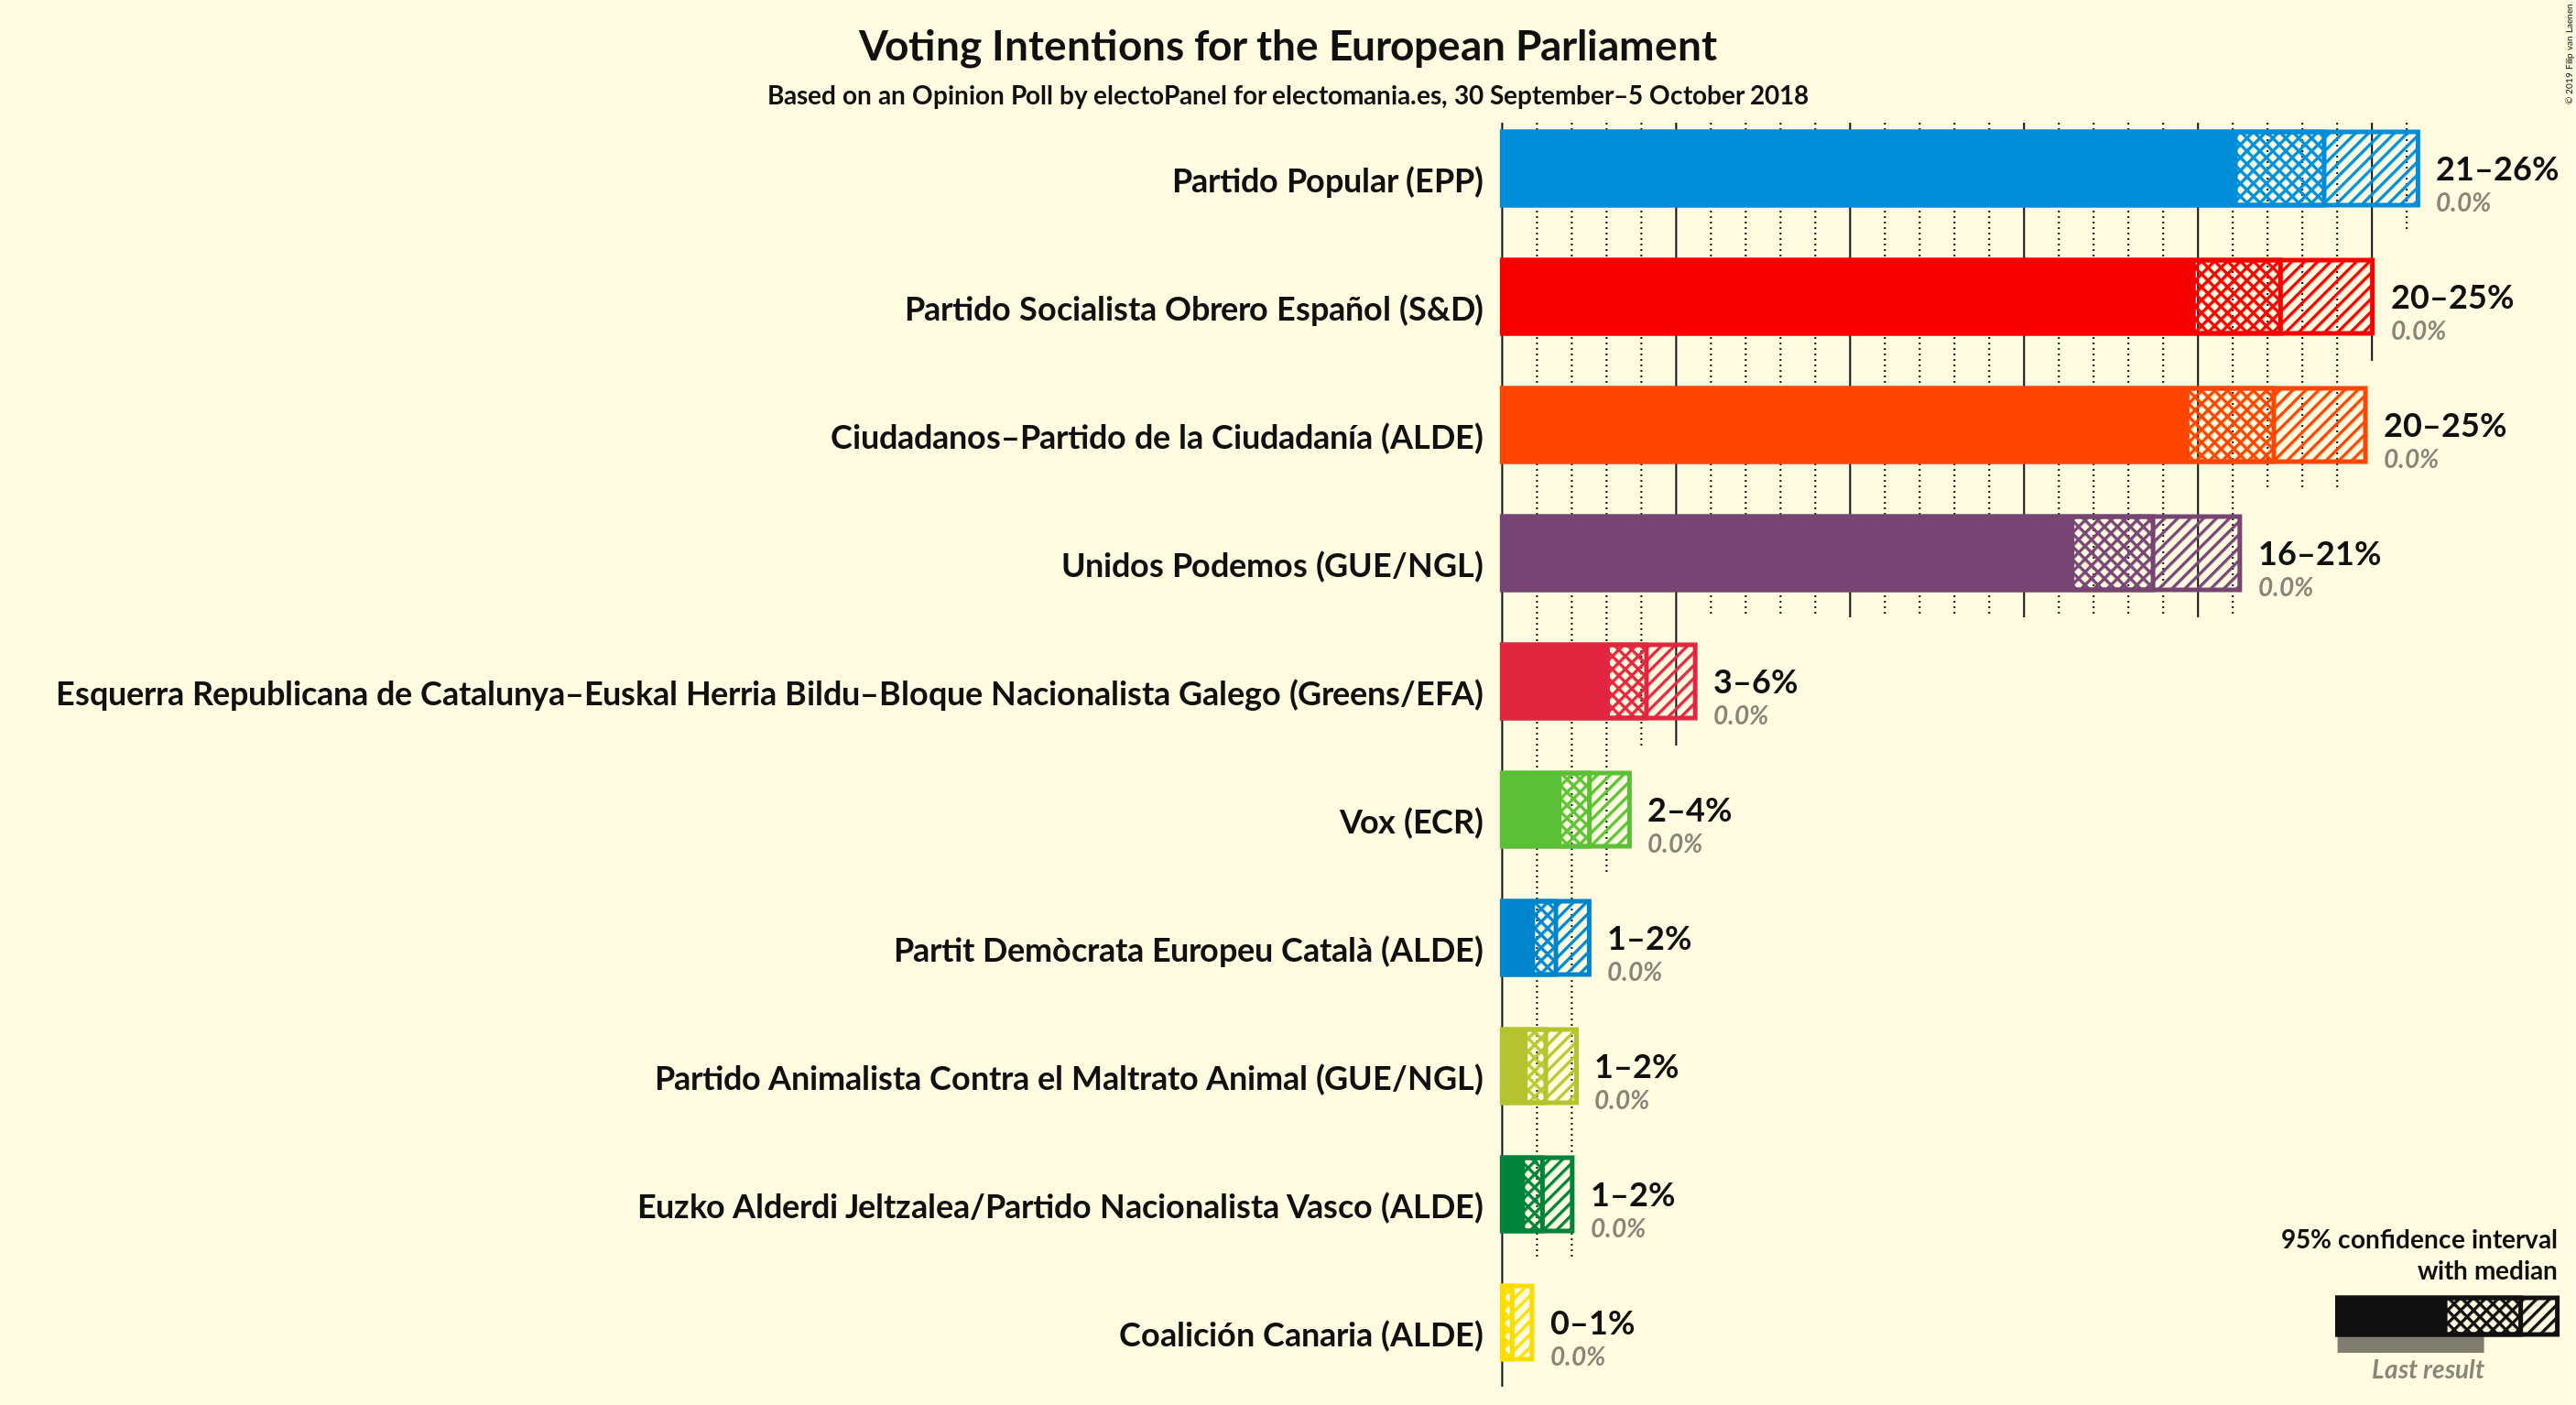 Voting Intentions for the European Parliament
Based on an Opinion Poll by electoPanel for electomania.es, 30 September–5 October 2018
© 2019 Filip van Laenen
Partido Popular (EPP)
21–26%
0.0%
Partido Socialista Obrero Español (S&D)
20–25%
0.0%
Ciudadanos–Partido de la Ciudadanía (ALDE)
20–25%
0.0%
Unidos Podemos (GUE/NGL)
16–21%
0.0%
Esquerra Republicana de Catalunya–Euskal Herria Bildu–Bloque Nacionalista Galego (Greens/EFA)
3–6%
0.0%
Vox (ECR)
2–4%
0.0%
Partit Demòcrata Europeu Català (ALDE)
1–2%
0.0%
Partido Animalista Contra el Maltrato Animal (GUE/NGL)
1–2%
0.0%
Euzko Alderdi Jeltzalea/Partido Nacionalista Vasco (ALDE)
1–2%
0.0%
Coalición Canaria (ALDE)
0–1%
0.0%
95% confidence interval
with median
Last result